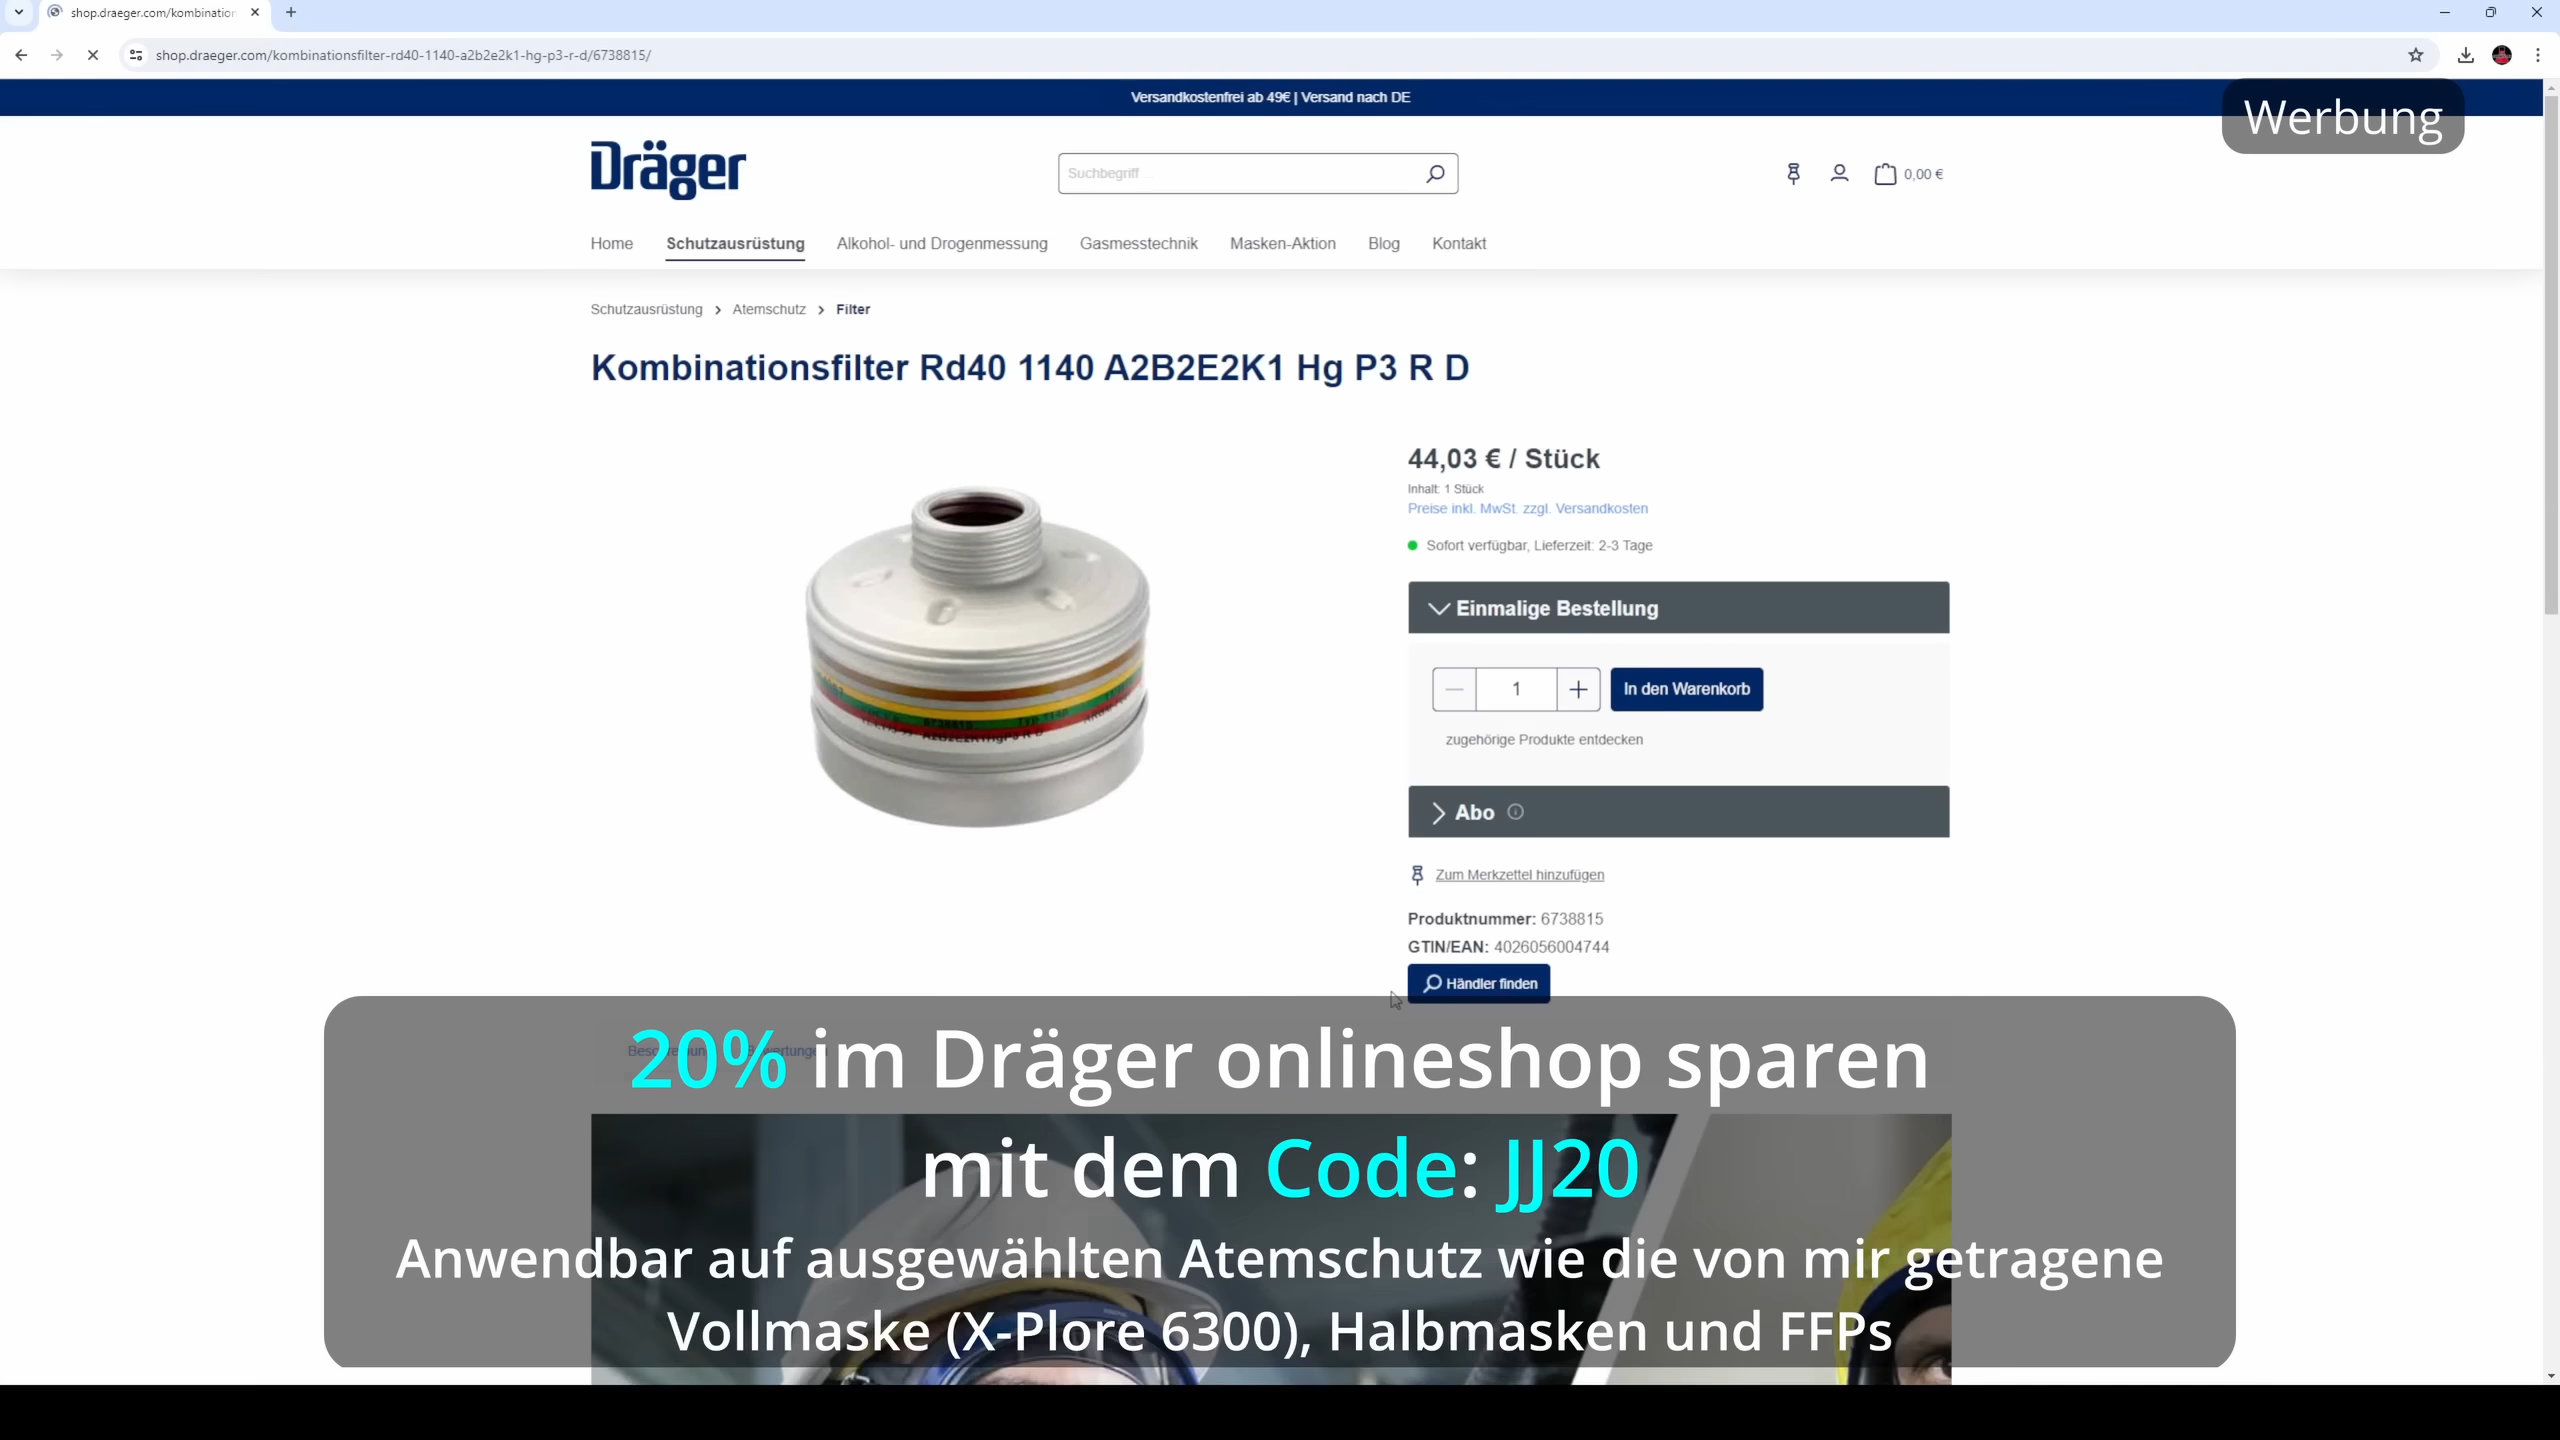 shop.draeger.com/kombination
shop.draeger.com/kombinationsfilter-rd40-1140-a2b2e2k1-hg-p3-r-d/6738815/
Versandkostenfrei ab 49€ | Versand nach DE
Werbung
Dräger
Suchbegriff ...
0,00 €
Home Schutzausrüstung Alkohol- und Drogenmessung Gasmesstechnik Masken-Aktion Blog Kontakt
Schutzausrüstung > Atemschutz > Filter
Kombinationsfilter Rd40 1140 A2B2E2K1 Hg P3 R D
44,03 € / Stück
Inhalt: 1 Stück
Preise inkl. MwSt. zzgl. Versandkosten
Sofort verfügbar, Lieferzeit: 2-3 Tage
Einmalige Bestellung
1
In den Warenkorb
zugehörige Produkte entdecken
Abo
Zum Merkzettel hinzufügen
Produktnummer: 6738815
GTIN/EAN: 4026056004744
Händler finden
20% im Dräger onlineshop sparen
mit dem Code: JJ20
Anwendbar auf ausgewählten Atemschutz wie die von mir getragene
Vollmaske (X-Plore 6300), Halbmasken und FFPs